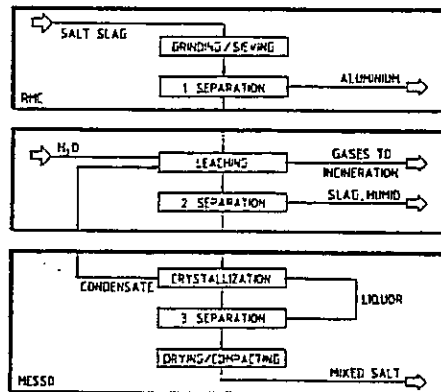 SALT SLAG
GRINDING/SIEVING
1 SEPARATION
ALUMINIUM
RMC
H₂O
LEACHING
GASES TO
INCINERATION
2 SEPARATION
SLAG, HUMID
CRYSTALLIZATION
CONDENSATE
LIQUOR
3 SEPARATION
DRYING/COMPACTING
MESSO
MIXED SALT